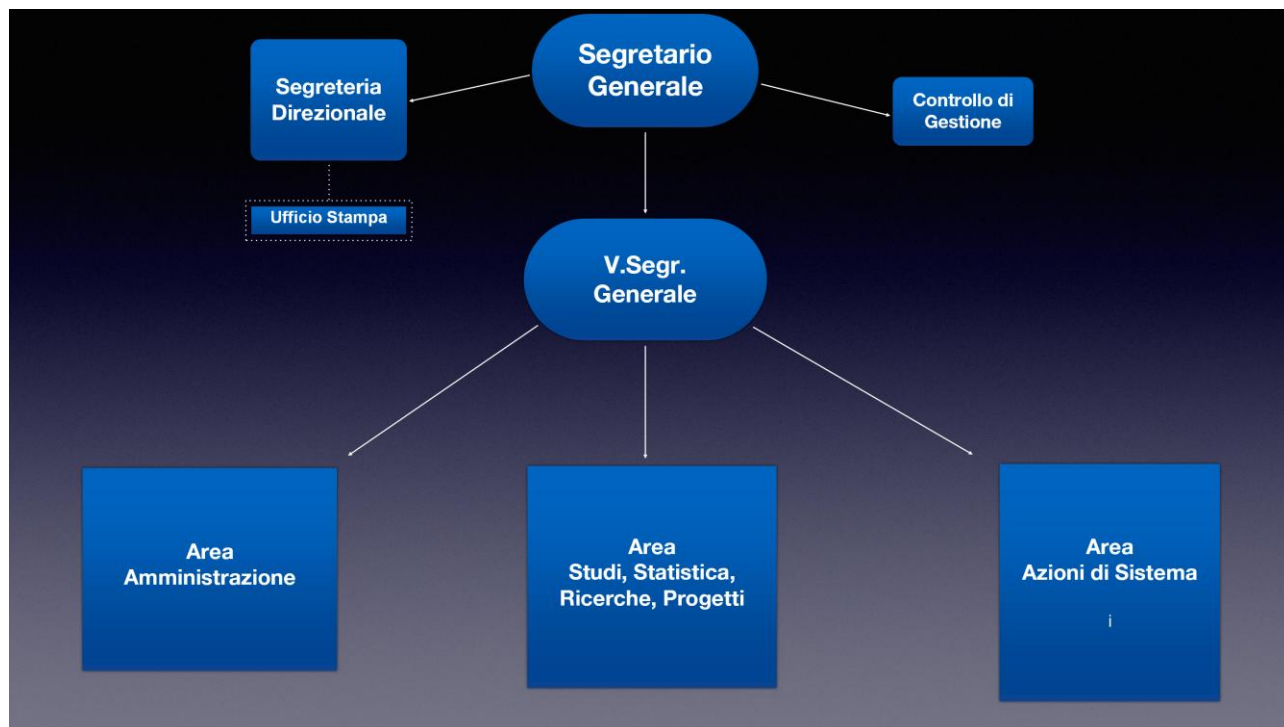 Segretario
Generale
Segreteria
Direzionale
Controllo di
Gestione
Ufficio Stampa
V.Segr.
Generale
Area
Amministrazione
Area
Studi, Statistica,
Ricerche, Progetti
Area
Azioni di Sistema
i